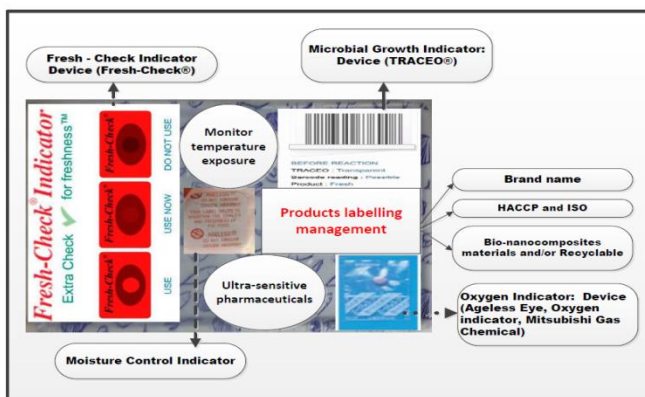 Fresh - Check Indicator
Device (Fresh-Check®)
Microbial Growth Indicator:
Device (TRACEO®)
Fresh-Check® Indicator
Extra Check ✓ for freshness™
Fresh-Check®
DO NOT USE
Fresh-Check®
USE NOW
Fresh-Check®
USE
Monitor
temperature
exposure
BEFORE REACTION
TRACEO : Transparent
Barcode reading : Possible
Product : Fresh
Products labelling
management
Brand name
HACCP and ISO
Bio-nanocomposites
materials and/or Recyclable
Ultra-sensitive
pharmaceuticals
Oxygen Indicator: Device
(Ageless Eye, Oxygen
indicator, Mitsubishi Gas
Chemical)
Moisture Control Indicator